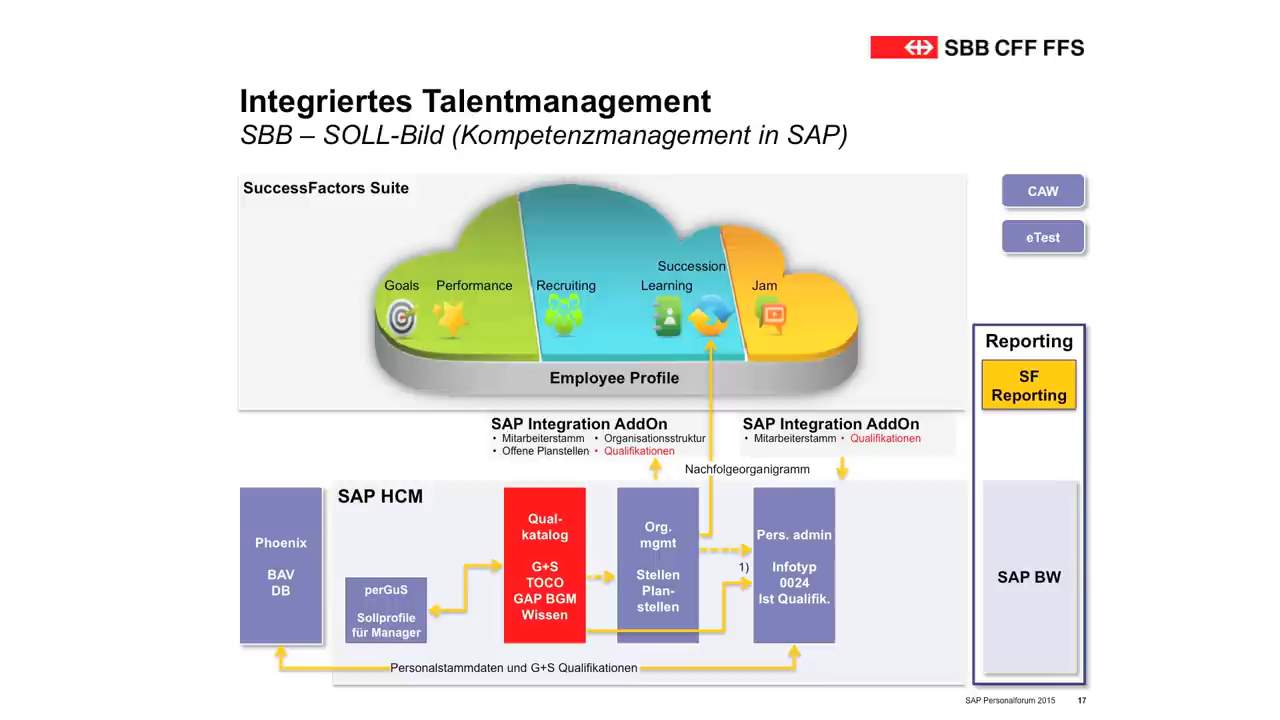 SBB CFF FFS
Integriertes Talentmanagement
SBB – SOLL-Bild (Kompetenzmanagement in SAP)
SuccessFactors Suite
CAW
eTest
Succession
Goals Performance Recruiting Learning Jam
Employee Profile
Reporting
SF
Reporting
SAP Integration AddOn
• Mitarbeiterstamm • Organisationsstruktur
• Offene Planstellen • Qualifikationen
SAP Integration AddOn
• Mitarbeiterstamm • Qualifikationen
Nachfolgeorganigramm
SAP HCM
Phoenix
BAV
DB
perGuS
Sollprofile
für Manager
Qual-
katalog
G+S
TOCO
GAP BGM
Wissen
Org.
mgmt
Stellen
Plan-
stellen
1)
Pers. admin
Infotyp
0024
Ist Qualifik.
SAP BW
Personalstammdaten und G+S Qualifikationen
SAP Personalforum 2015 17